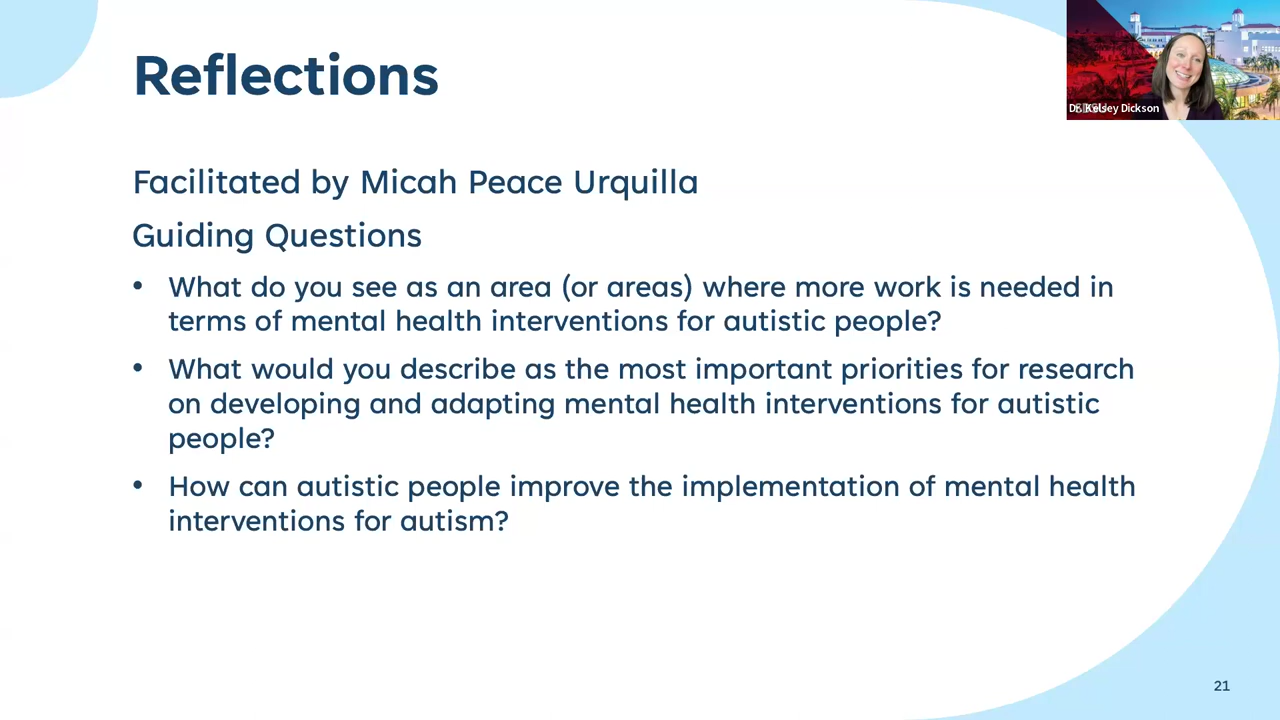 Reflections
Dr. Kelsey Dickson
Facilitated by Micah Peace Urquilla
Guiding Questions
• What do you see as an area (or areas) where more work is needed in
terms of mental health interventions for autistic people?
• What would you describe as the most important priorities for research
on developing and adapting mental health interventions for autistic
people?
• How can autistic people improve the implementation of mental health
interventions for autism?
21